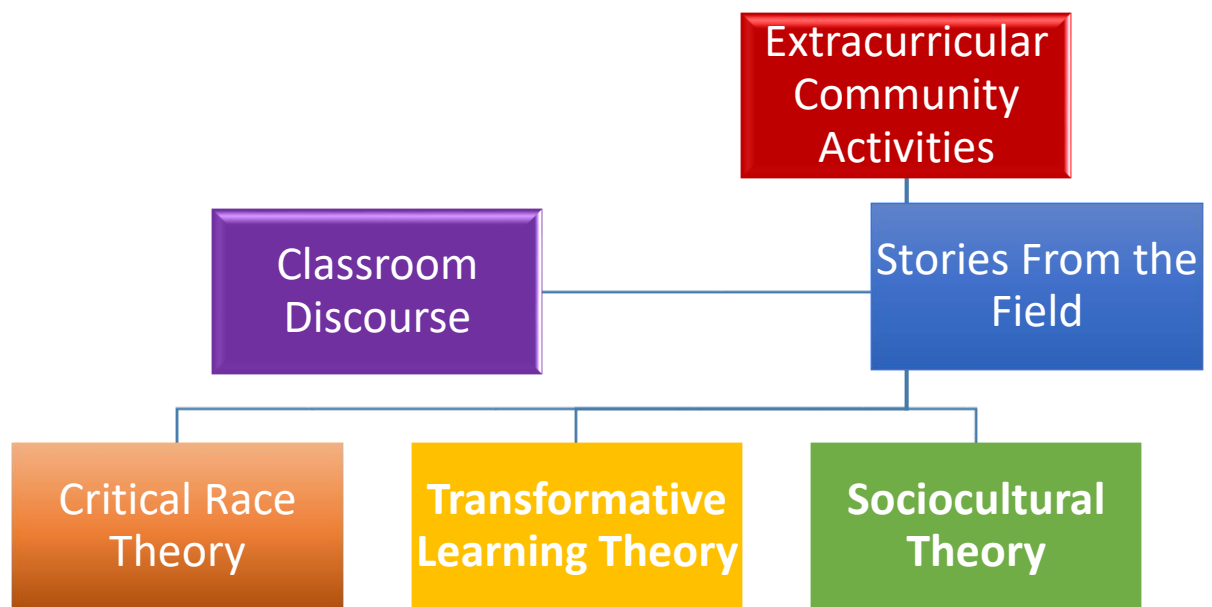 Extracurricular
Community
Activities
Classroom
Discourse
Stories From the
Field
Critical Race
Theory
Transformative
Learning Theory
Sociocultural
Theory